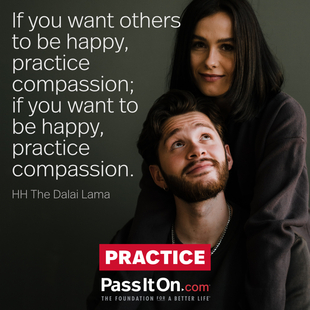 If you want others
to be happy,
practice
compassion;
if you want to
be happy,
practice
compassion.
HH The Dalai Lama
PRACTICE
PassItOn.com®
THE FOUNDATION FOR A BETTER LIFE®